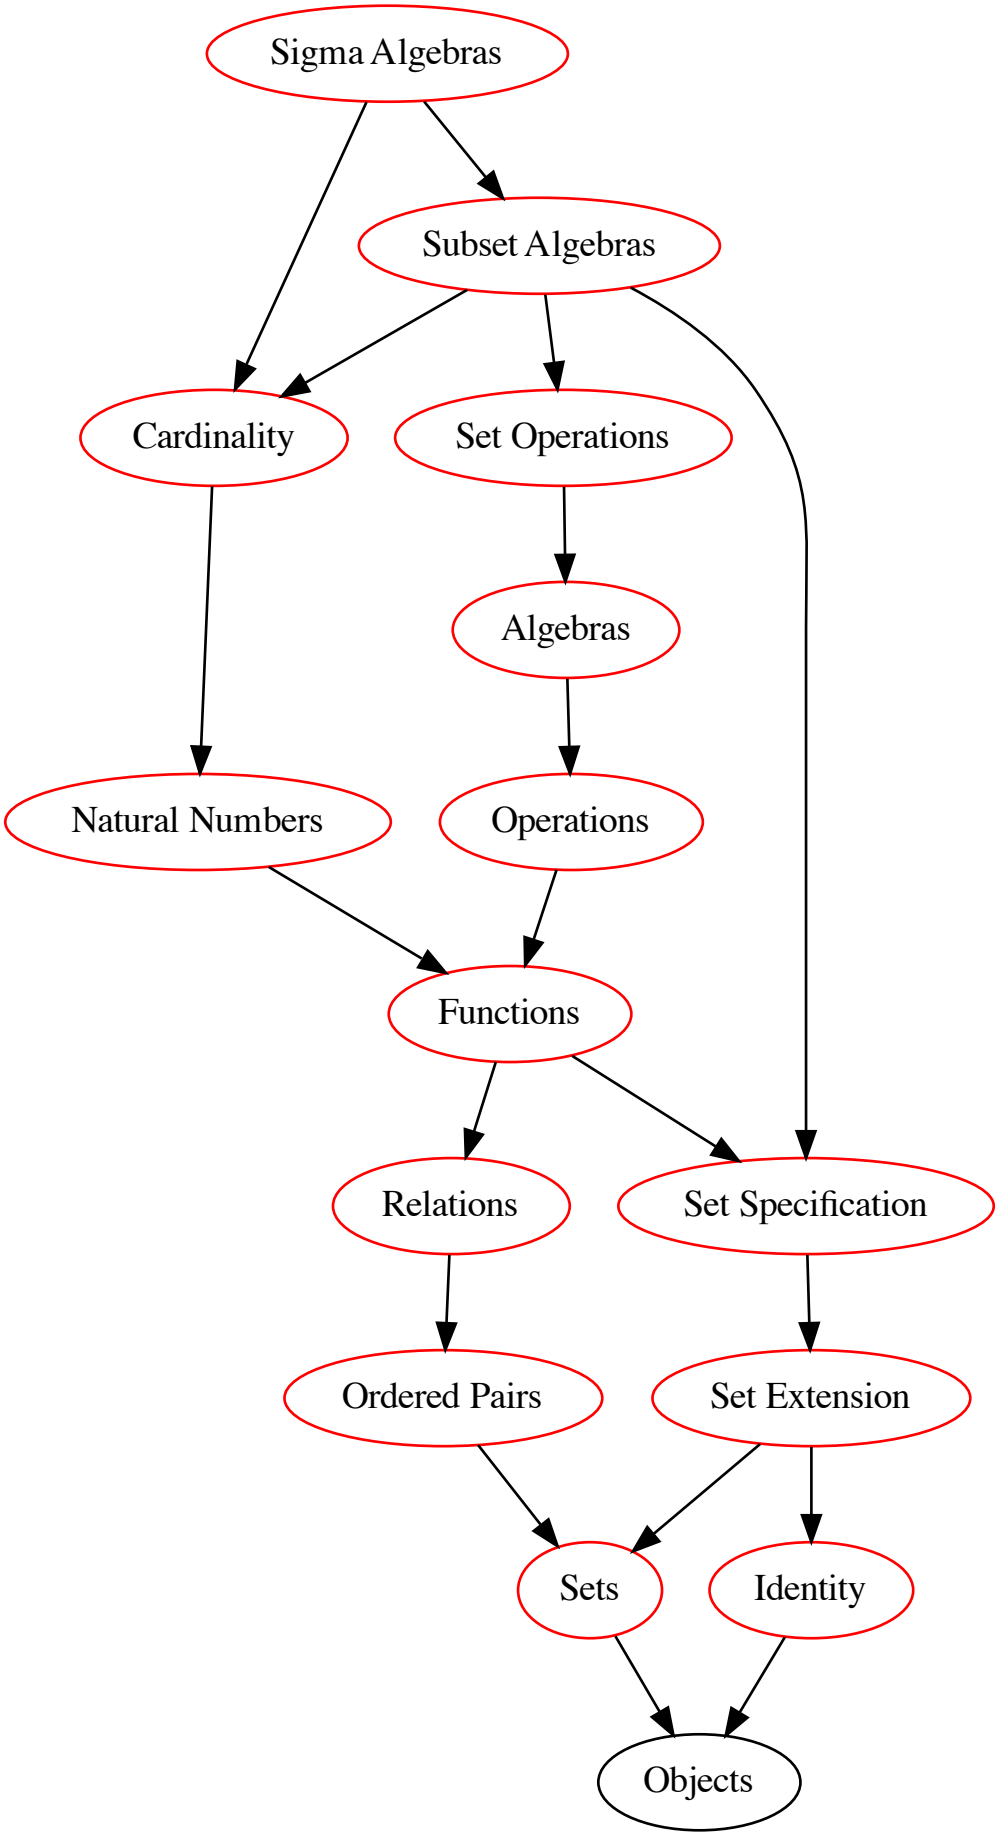 Sigma Algebras
Subset Algebras
Cardinality
Set Operations
Algebras
Natural Numbers
Operations
Functions
Relations
Set Specification
Ordered Pairs
Set Extension
Sets
Identity
Objects